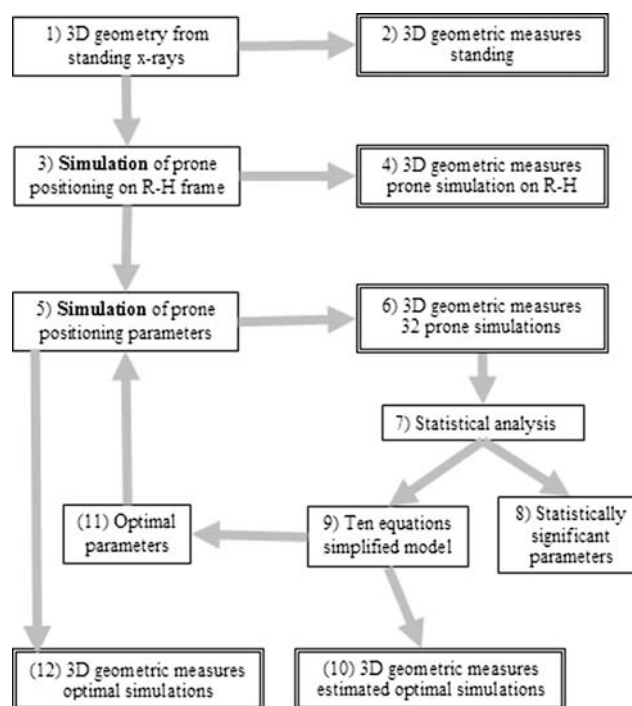 1) 3D geometry from
standing x-rays
2) 3D geometric measures
standing
3) Simulation of prone
positioning on R-H frame
4) 3D geometric measures
prone simulation on R-H
5) Simulation of prone
positioning parameters
6) 3D geometric measures
32 prone simulations
7) Statistical analysis
(11) Optimal
parameters
9) Ten equations
simplified model
8) Statistically
significant
parameters
(12) 3D geometric measures
optimal simulations
(10) 3D geometric measures
estimated optimal simulations